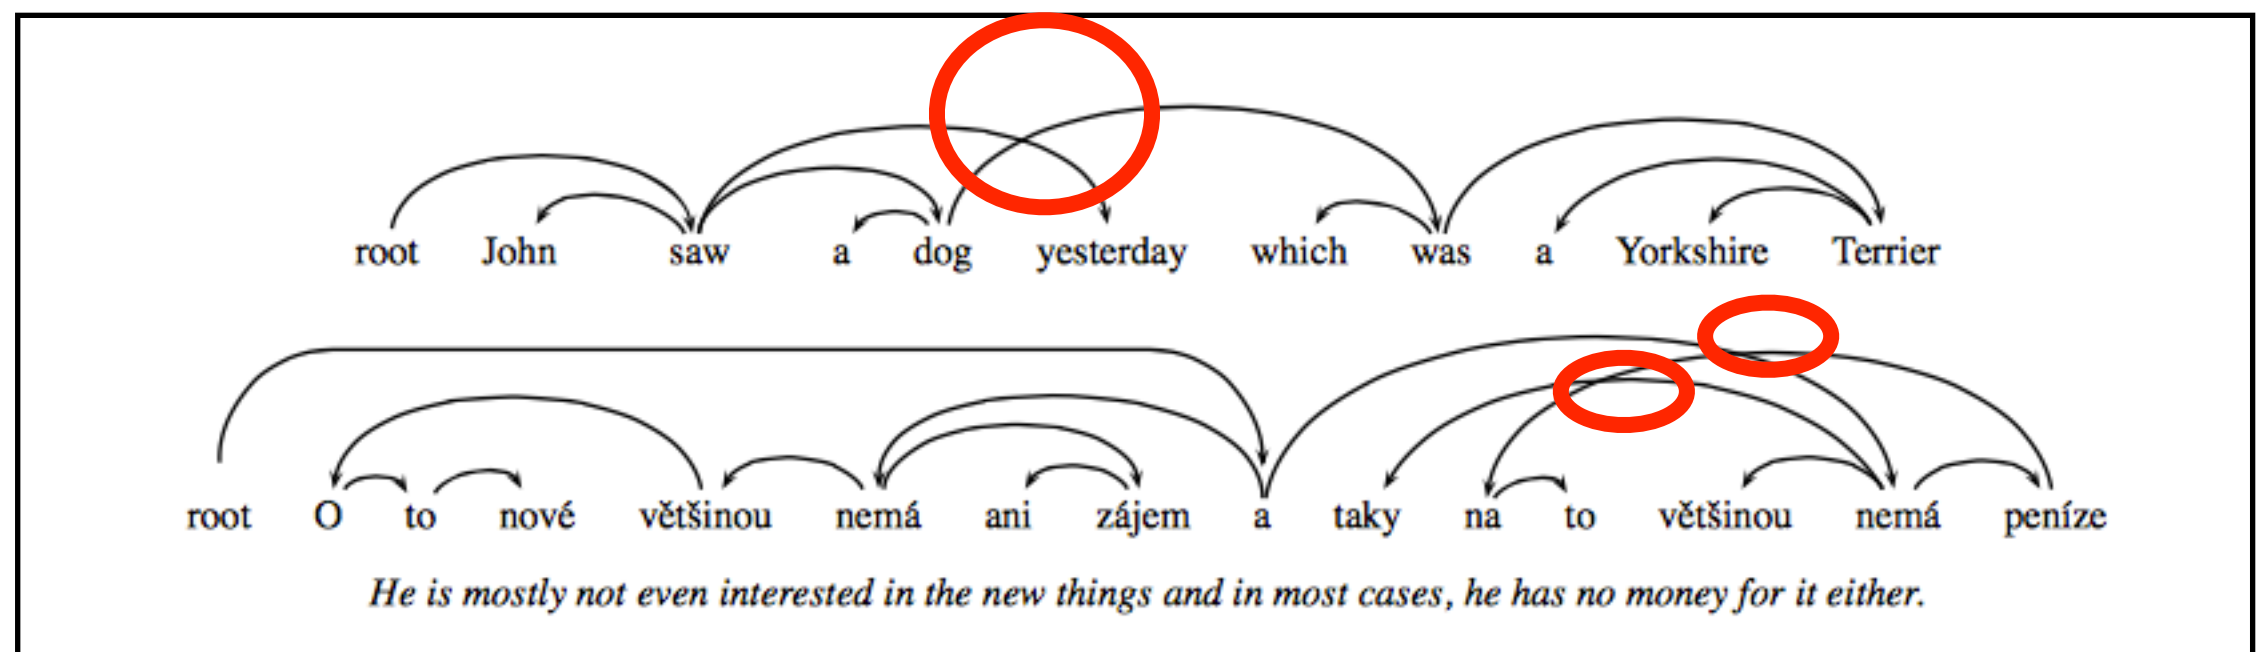 root John saw a dog yesterday which was a Yorkshire Terrier
root O to nové většinou nemá ani zájem a taky na to většinou nemá peníze
He is mostly not even interested in the new things and in most cases, he has no money for it either.